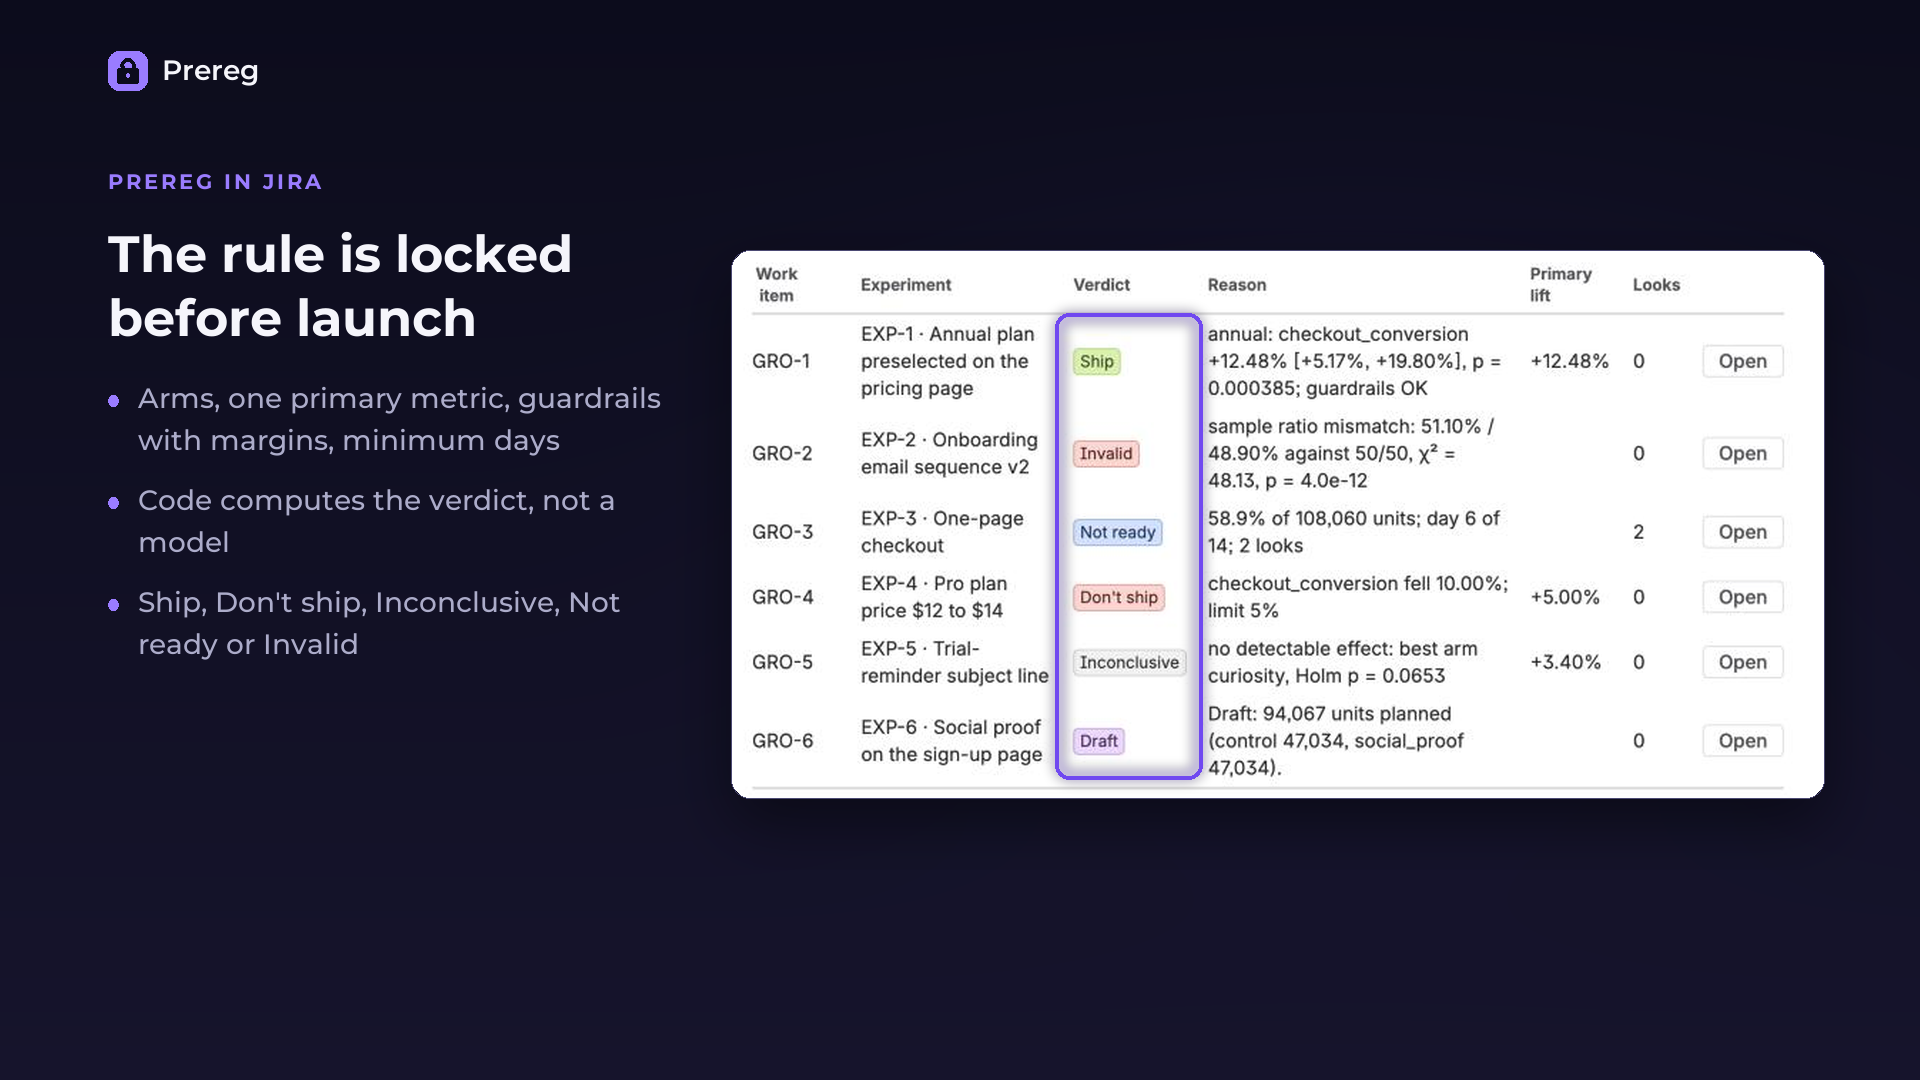 Prereg
PREREG IN JIRA
The rule is locked
before launch
Arms, one primary metric, guardrails
with margins, minimum days
Code computes the verdict, not a
model
Ship, Don't ship, Inconclusive, Not
ready or Invalid
Work
item
Experiment
Verdict
Reason
Primary
lift
Looks
GRO-1
EXP-1 · Annual plan
preselected on the
pricing page
Ship
annual: checkout_conversion
+12.48% [+5.17%, +19.80%], p =
0.000385; guardrails OK
+12.48%
0
Open
GRO-2
EXP-2 · Onboarding
email sequence v2
Invalid
sample ratio mismatch: 51.10% /
48.90% against 50/50, χ² =
48.13, p = 4.0e-12
0
Open
GRO-3
EXP-3 · One-page
checkout
Not ready
58.9% of 108,060 units; day 6 of
14; 2 looks
2
Open
GRO-4
EXP-4 · Pro plan
price $12 to $14
Don't ship
checkout_conversion fell 10.00%;
limit 5%
+5.00%
0
Open
GRO-5
EXP-5 · Trial-
reminder subject line
Inconclusive
no detectable effect: best arm
curiosity, Holm p = 0.0653
+3.40%
0
Open
GRO-6
EXP-6 · Social proof
on the sign-up page
Draft
Draft: 94,067 units planned
(control 47,034, social_proof
47,034).
0
Open